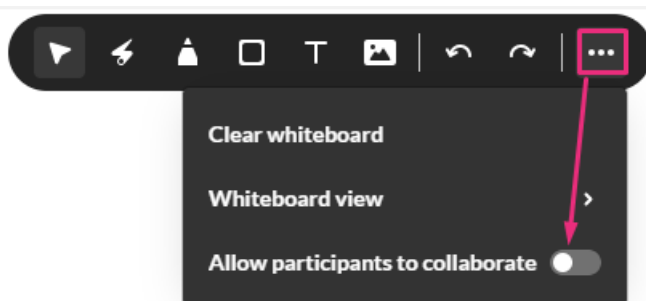 T
Clear whiteboard
Whiteboard view
Allow participants to collaborate